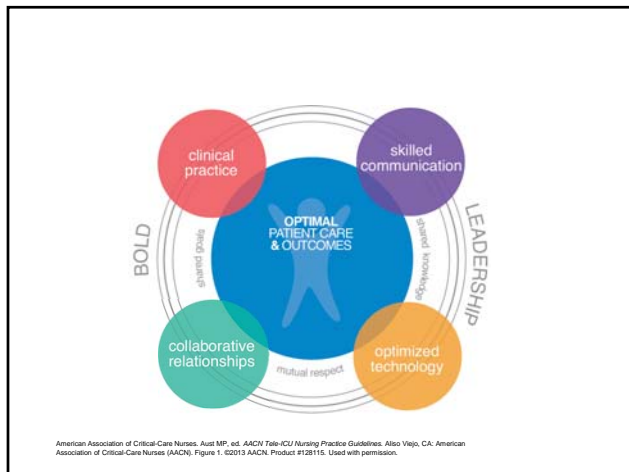 clinical
practice
skilled
communication
OPTIMAL
PATIENT CARE
& OUTCOMES
BOLD
LEADERSHIP
shared goals
shared knowledge
collaborative
relationships
mutual respect
optimized
technology
American Association of Critical-Care Nurses. Aust MP, ed. AACN Tele-ICU Nursing Practice Guidelines. Aliso Viejo, CA: American
Association of Critical-Care Nurses (AACN). Figure 1. ©2013 AACN. Product #128115. Used with permission.